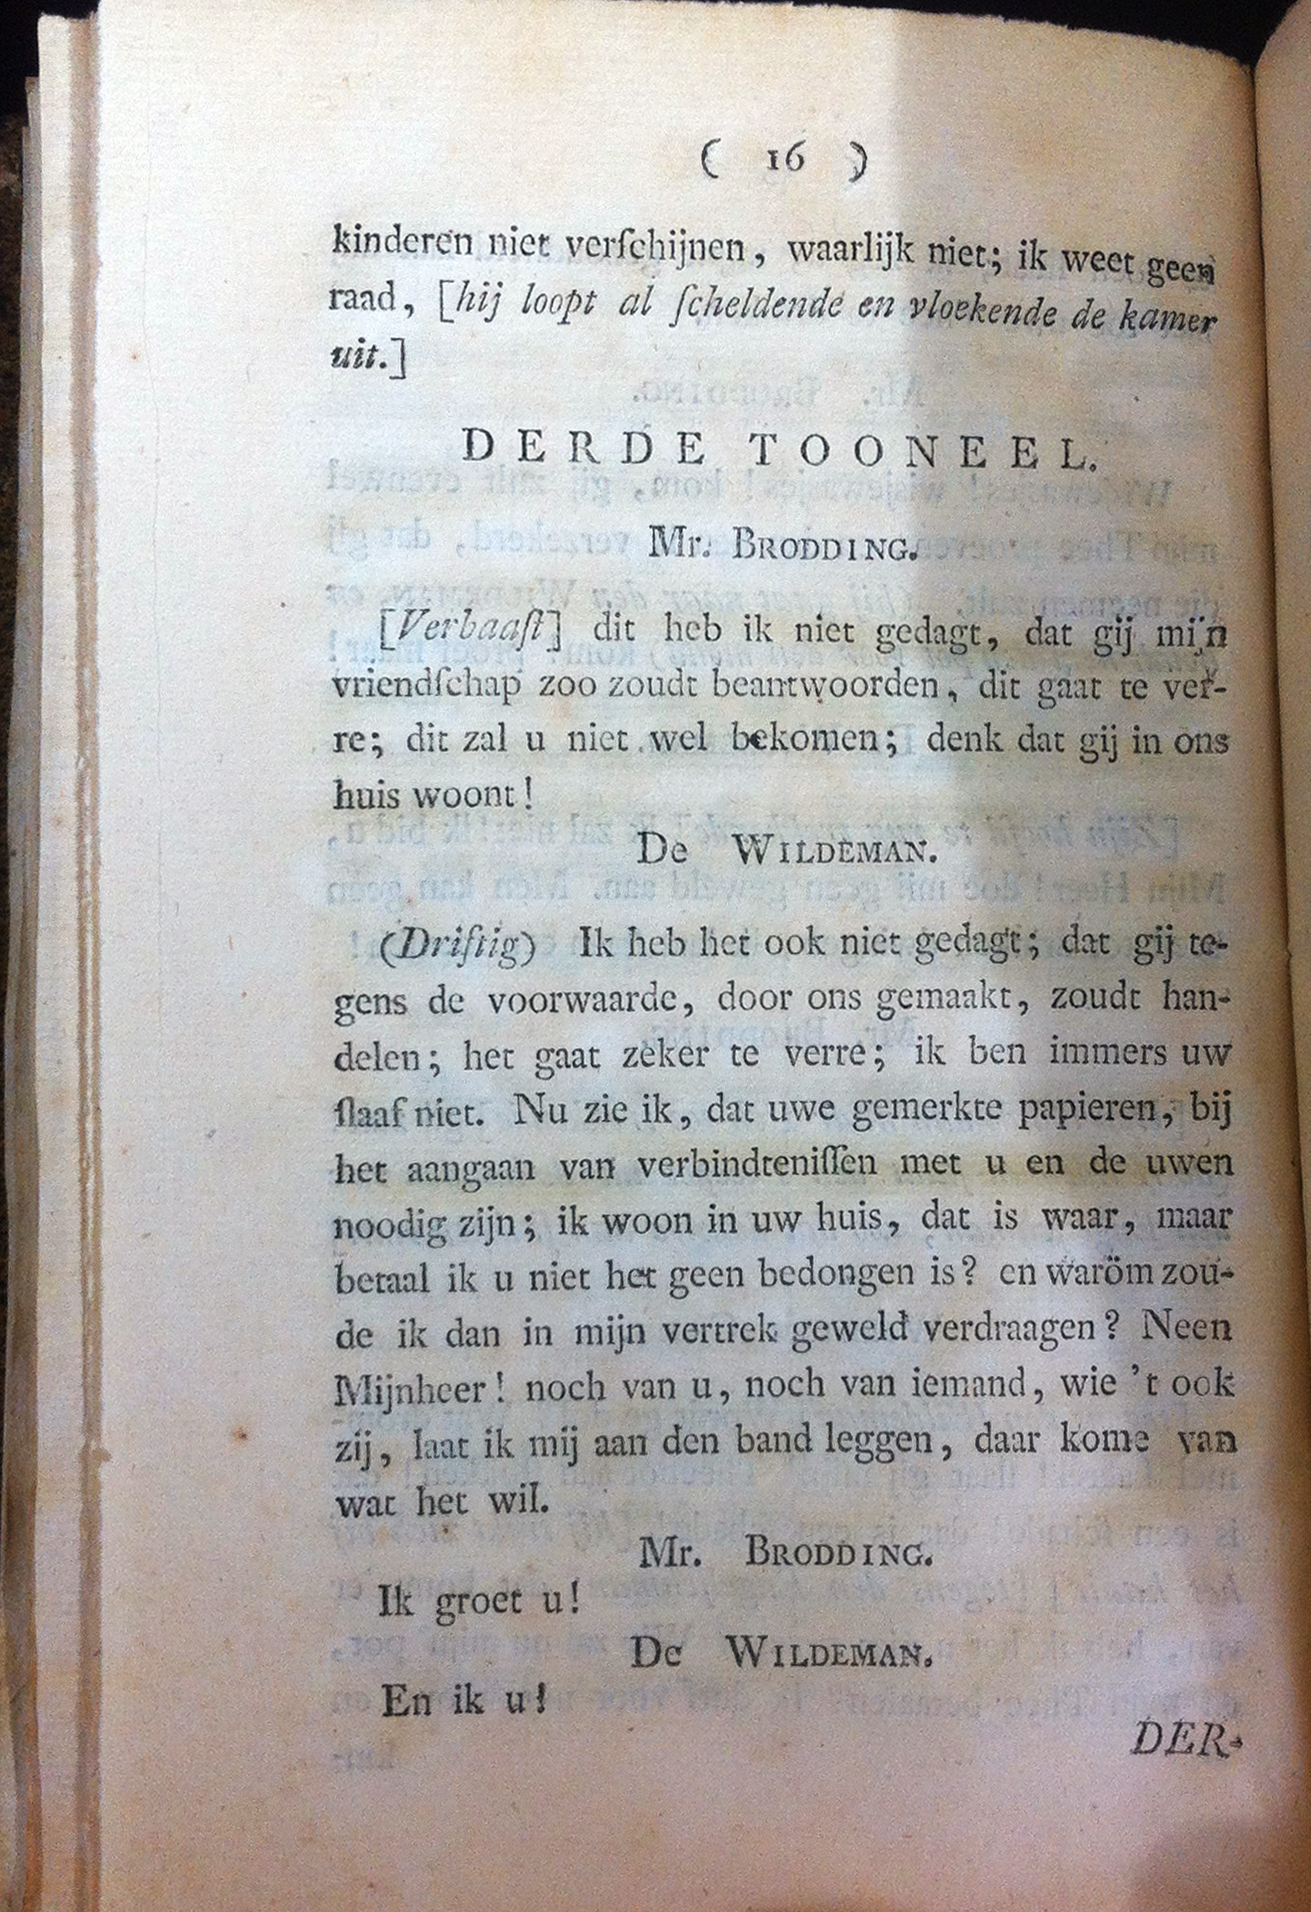 ( 16 )
kinderen niet verſchijnen, waarlijk niet; ik weet geen
raad, [hij loopt al ſcheldende en vloekende de kamer
uit.]
DERDE TOONEEL.
Mr. BRODDING.
[Verbaaſt] dit heb ik niet gedagt, dat gij mijn
vriendſchap zoo zoudt beantwoorden, dit gaat te ver-
re; dit zal u niet wel bekomen; denk dat gij in ons
huis woont!
De WILDEMAN.
(Driftig) Ik heb het ook niet gedagt; dat gij te-
gens de voorwaarde, door ons gemaakt, zoudt han-
delen; het gaat zeker te verre; ik ben immers uw
ſlaaf niet. Nu zie ik, dat uwe gemerkte papieren, bij
het aangaan van verbindteniſſen met u en de uwen
noodig zijn; ik woon in uw huis, dat is waar, maar
betaal ik u niet het geen bedongen is? en waröm zou-
de ik dan in mijn vertrek geweld verdraagen? Neen
Mijnheer! noch van u, noch van iemand, wie 't ook
zij, laat ik mij aan den band leggen, daar kome van
wat het wil.
Mr. BRODDING.
Ik groet u!
De WILDEMAN.
En ik u!
DER-